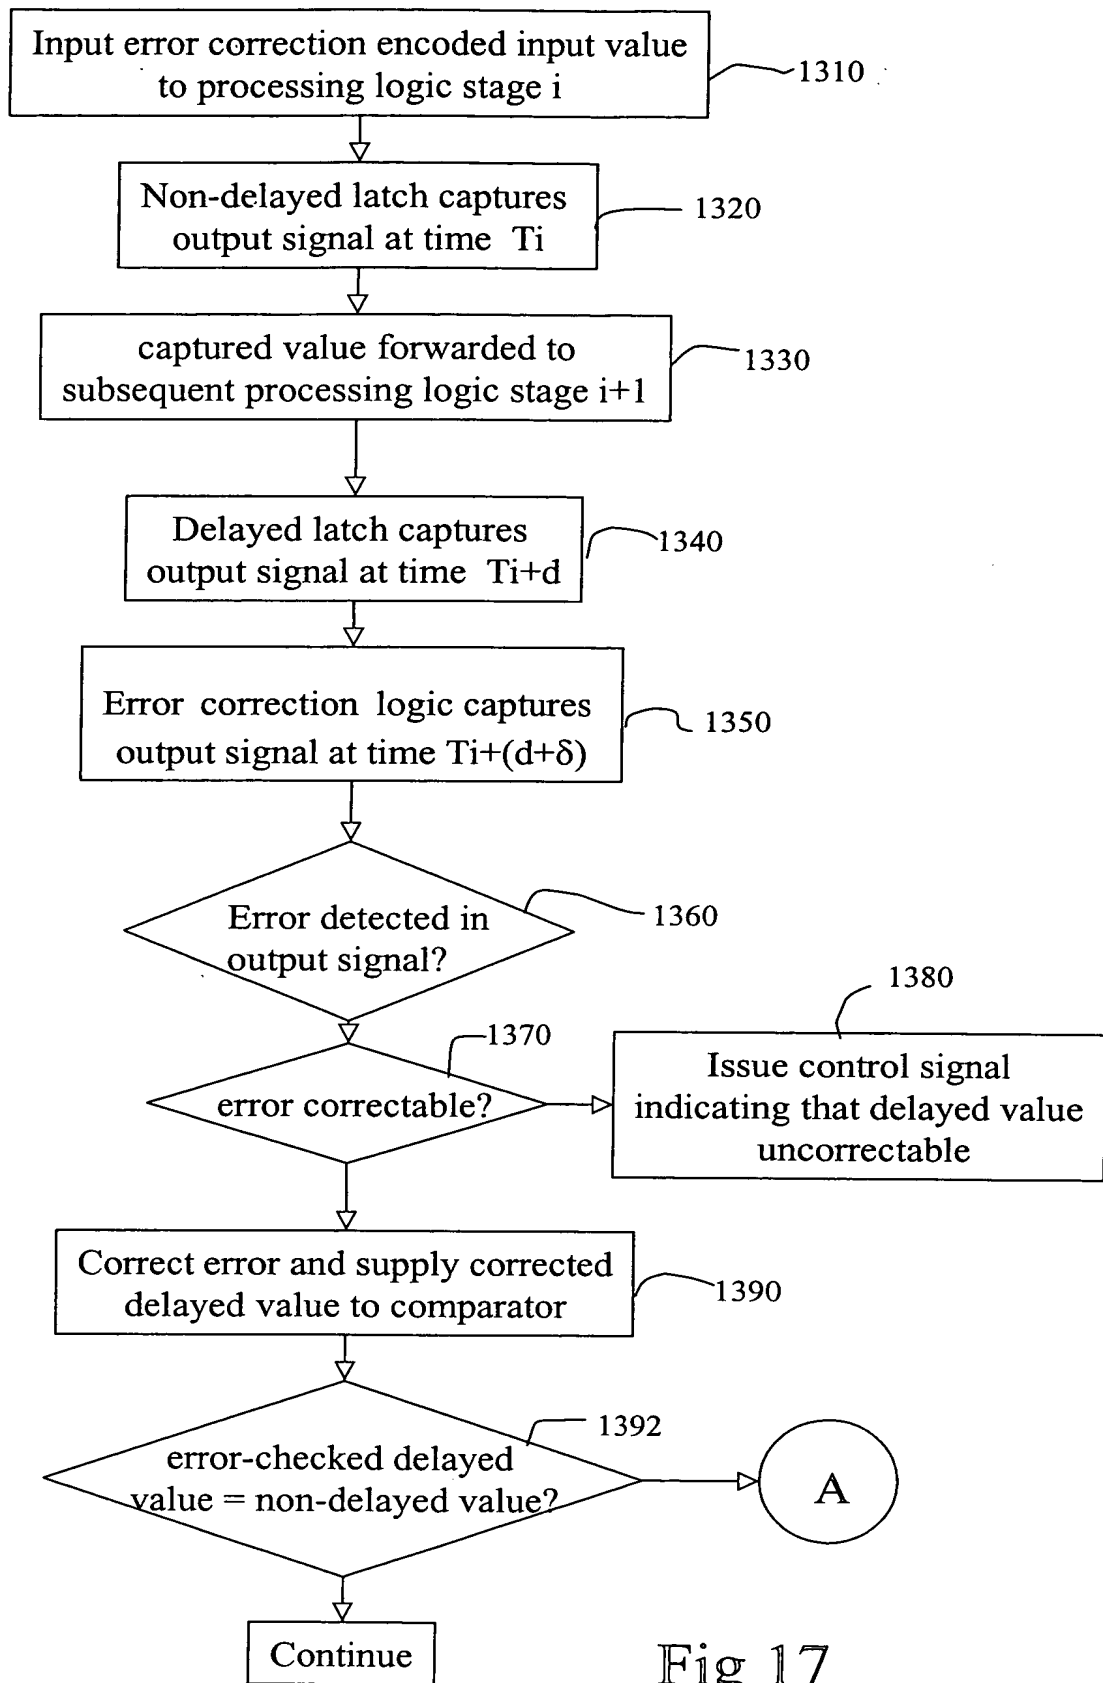 Input error correction encoded input value
to processing logic stage i
1310
Non-delayed latch captures
output signal at time Ti
1320
captured value forwarded to
subsequent processing logic stage i+1
1330
Delayed latch captures
output signal at time Ti+d
1340
Error correction logic captures
output signal at time Ti+(d+δ)
1350
Error detected in
output signal?
1360
error correctable?
1370
1380
Issue control signal
indicating that delayed value
uncorrectable
Correct error and supply corrected
delayed value to comparator
1390
error-checked delayed
value = non-delayed value?
1392
A
Continue
Fig 17